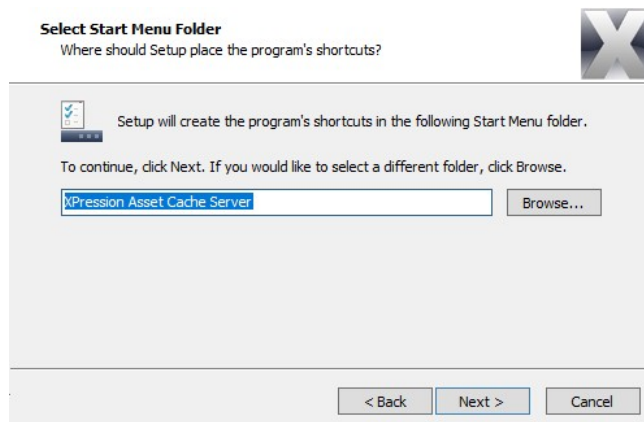 Select Start Menu Folder
Where should Setup place the program's shortcuts?
X
Setup will create the program's shortcuts in the following Start Menu folder.
To continue, click Next. If you would like to select a different folder, click Browse.
XPression Asset Cache Server
Browse...
< Back
Next >
Cancel